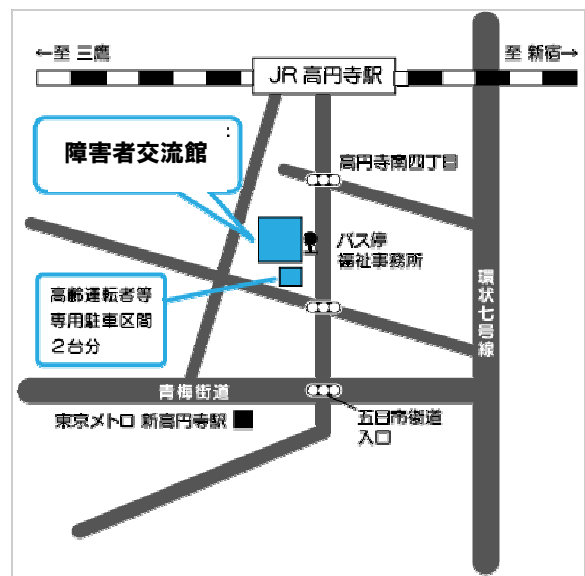 ←至 三鷹
至 新宿→
JR 高円寺駅
障害者交流館
:
高円寺南四丁目
バス停
福祉事務所
高齢運転者等
専用駐車区間
2台分
環状七号線
青梅街道
東京メトロ 新高円寺駅
五日市街道
入口